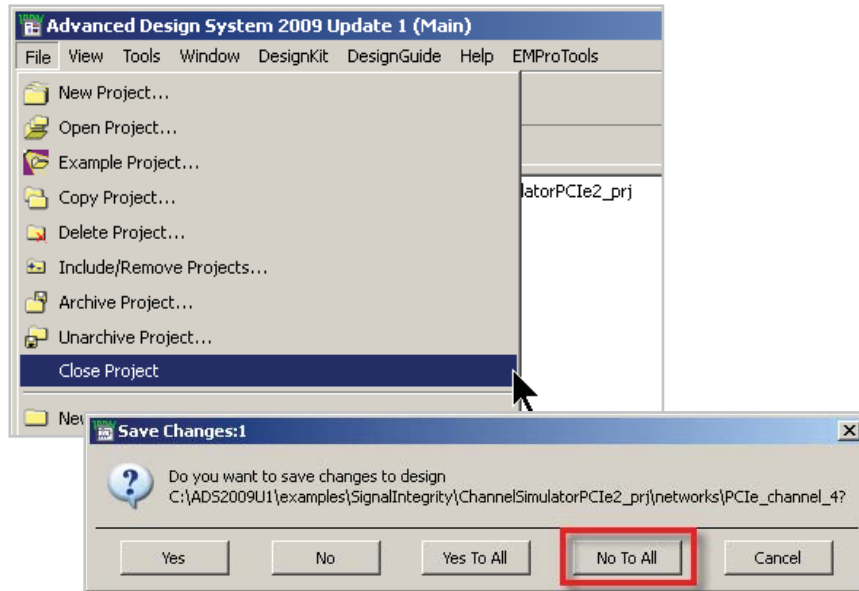 Advanced Design System 2009 Update 1 (Main)
File View Tools Window DesignKit DesignGuide Help EMProTools
New Project...
Open Project...
Example Project...
Copy Project...
Delete Project...
Include/Remove Projects...
Archive Project...
Unarchive Project...
Close Project
latorPCIe2_prj
Save Changes:1
Do you want to save changes to design
C:\ADS2009U1\examples\SignalIntegrity\ChannelSimulatorPCIe2_prj\networks\PCIe_channel_4?
Yes No Yes To All No To All Cancel